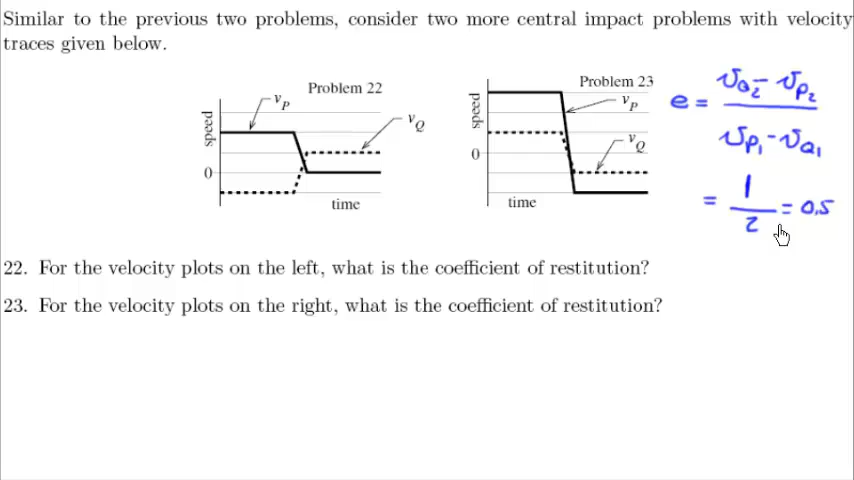 Similar to the previous two problems, consider two more central impact problems with velocity
traces given below.
Problem 22
speed
0
v_P
v_Q
time
Problem 23
speed
0
v_P
v_Q
time
e = (v_Q2 - v_P2) / (v_P1 - v_Q1)
= 1/2 = 0.5
22. For the velocity plots on the left, what is the coefficient of restitution?
23. For the velocity plots on the right, what is the coefficient of restitution?